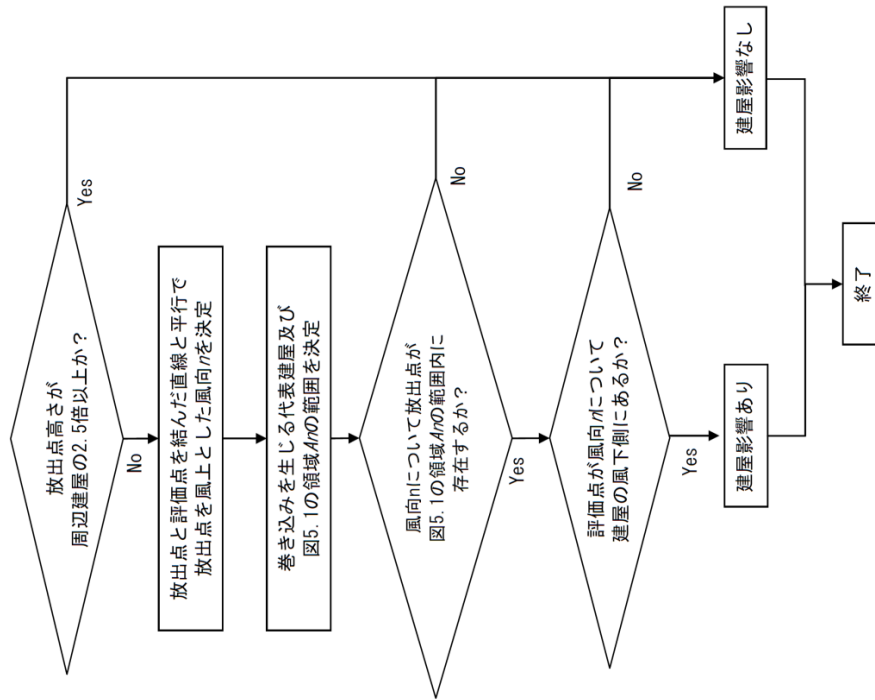 放出点高さが
周辺建屋の2.5倍以上か？
Yes
No
放出点と評価点を結んだ直線と平行で
放出点を風上とした風向nを決定
巻き込みを生じる代表建屋及び
図5.1の領域Anの範囲を決定
風向nについて放出点が
図5.1の領域Anの範囲内に
存在するか？
No
Yes
評価点が風向nについて
建屋の風下側にあるか？
No
Yes
建屋影響あり
建屋影響なし
終了